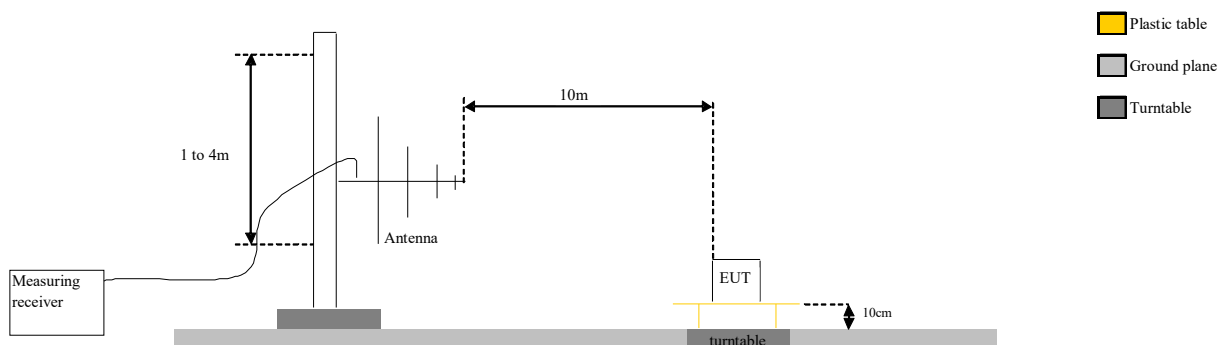 Plastic table
Ground plane
Turntable
10m
1 to 4m
Antenna
Measuring
receiver
EUT
10cm
turntable